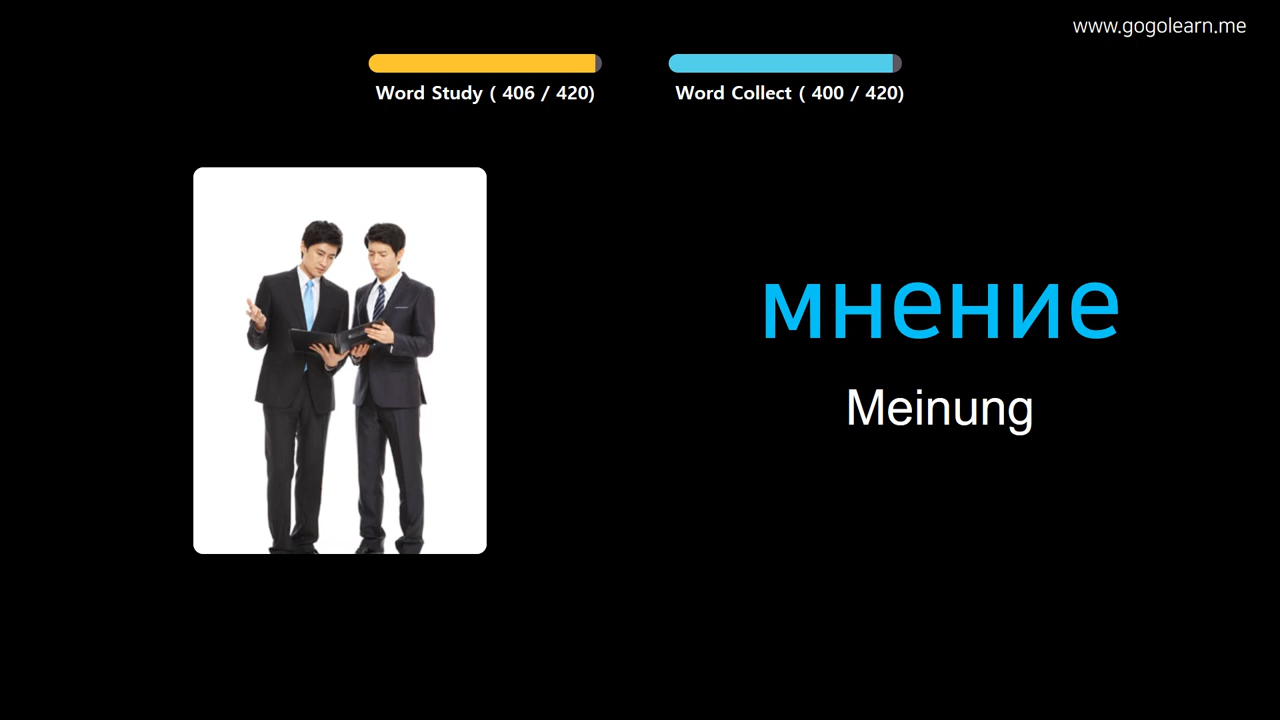 www.gogolearn.me
Word Study ( 406 / 420)
Word Collect ( 400 / 420)
мнение
Meinung